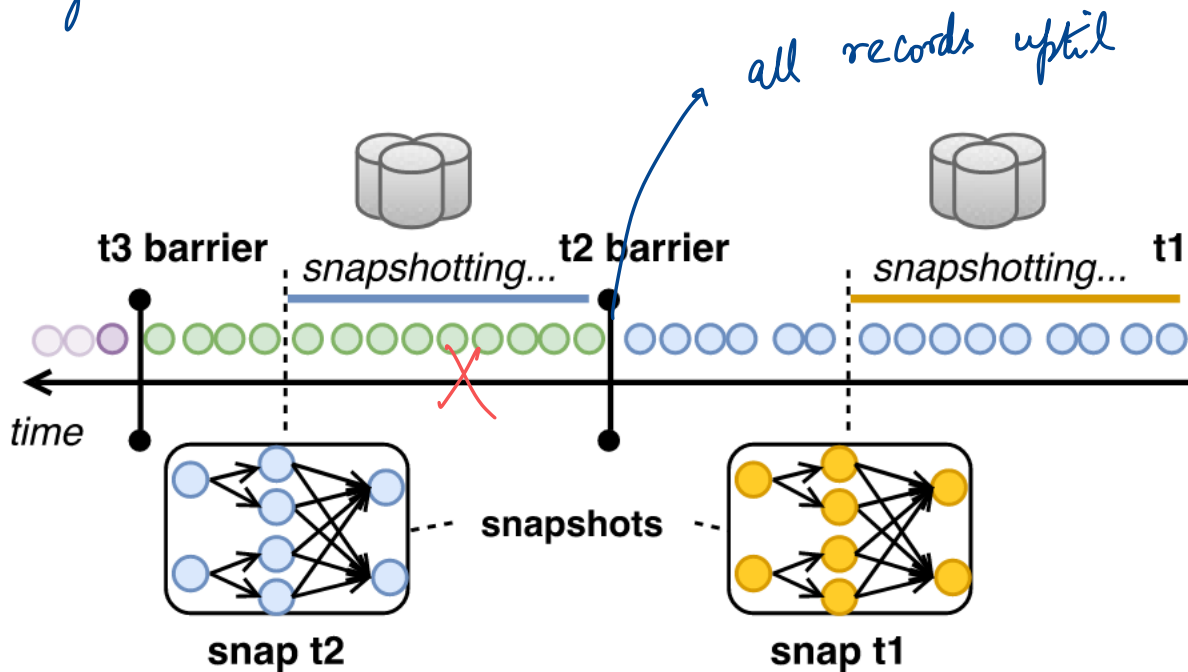 all records uptil
t3 barrier
snapshotting...
t2 barrier
snapshotting...
t1
time
snapshots
snap t2
snap t1